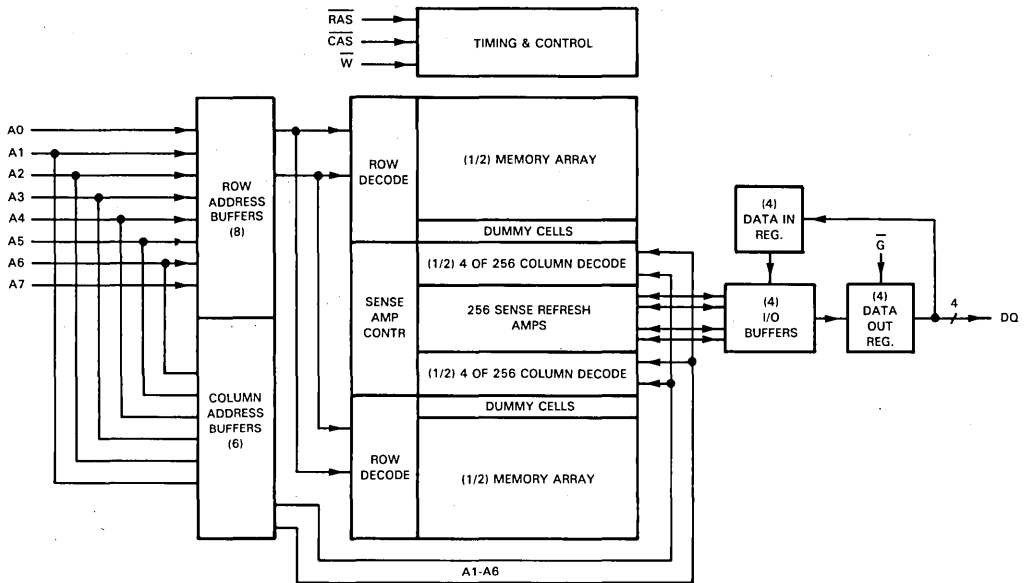 RAS
CAS
W
TIMING & CONTROL
A0
A1
A2
A3
A4
A5
A6
A7
ROW
ADDRESS
BUFFERS
(8)
COLUMN
ADDRESS
BUFFERS
(6)
ROW
DECODE
(1/2) MEMORY ARRAY
DUMMY CELLS
SENSE
AMP
CONTR
(1/2) 4 OF 256 COLUMN DECODE
256 SENSE REFRESH
AMPS
(1/2) 4 OF 256 COLUMN DECODE
DUMMY CELLS
ROW
DECODE
(1/2) MEMORY ARRAY
A1-A6
(4)
DATA IN
REG.
G
(4)
I/O
BUFFERS
(4)
DATA
OUT
REG.
4
DQ